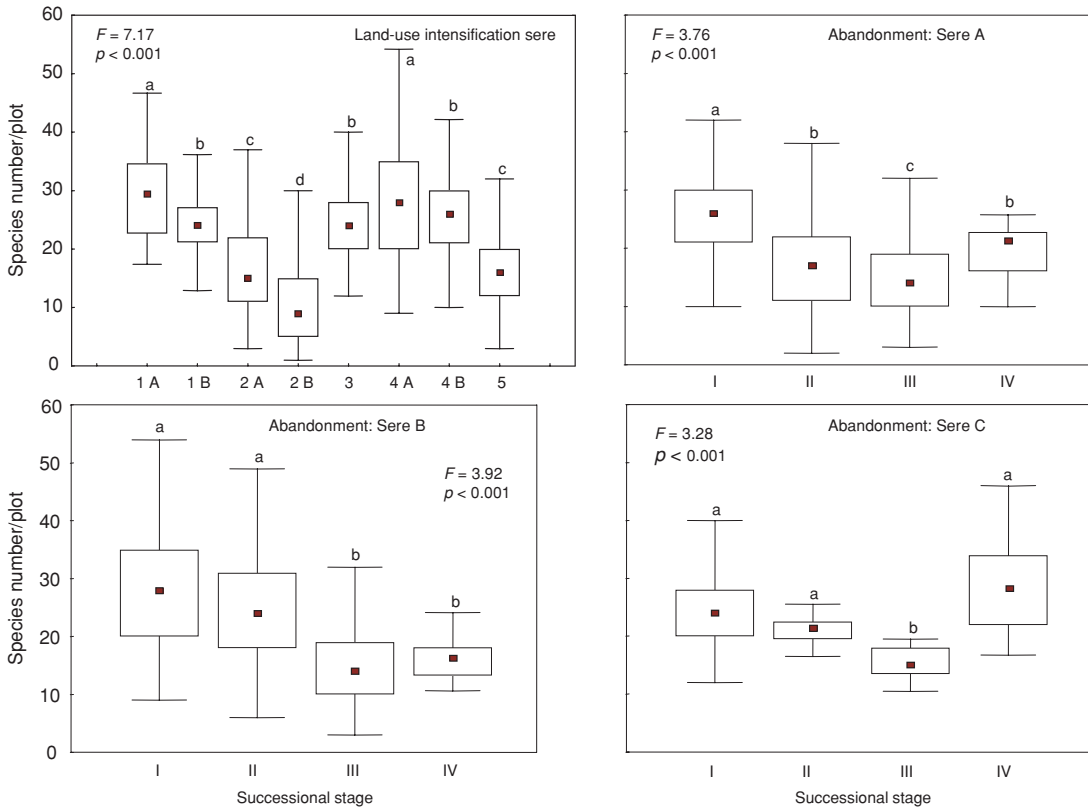 60
50
40
30
20
10
0
Species number/plot
F = 7.17
p < 0.001
Land-use intensification sere
a
b
c
d
b
a
b
c
1 A 1 B 2 A 2 B 3 4 A 4 B 5
F = 3.76
p < 0.001
Abandonment: Sere A
a
b
c
b
I II III IV
60
50
40
30
20
10
0
Species number/plot
Abandonment: Sere B
F = 3.92
p < 0.001
a
a
b
b
I II III IV
Successional stage
F = 3.28
p < 0.001
Abandonment: Sere C
a
a
b
a
I II III IV
Successional stage